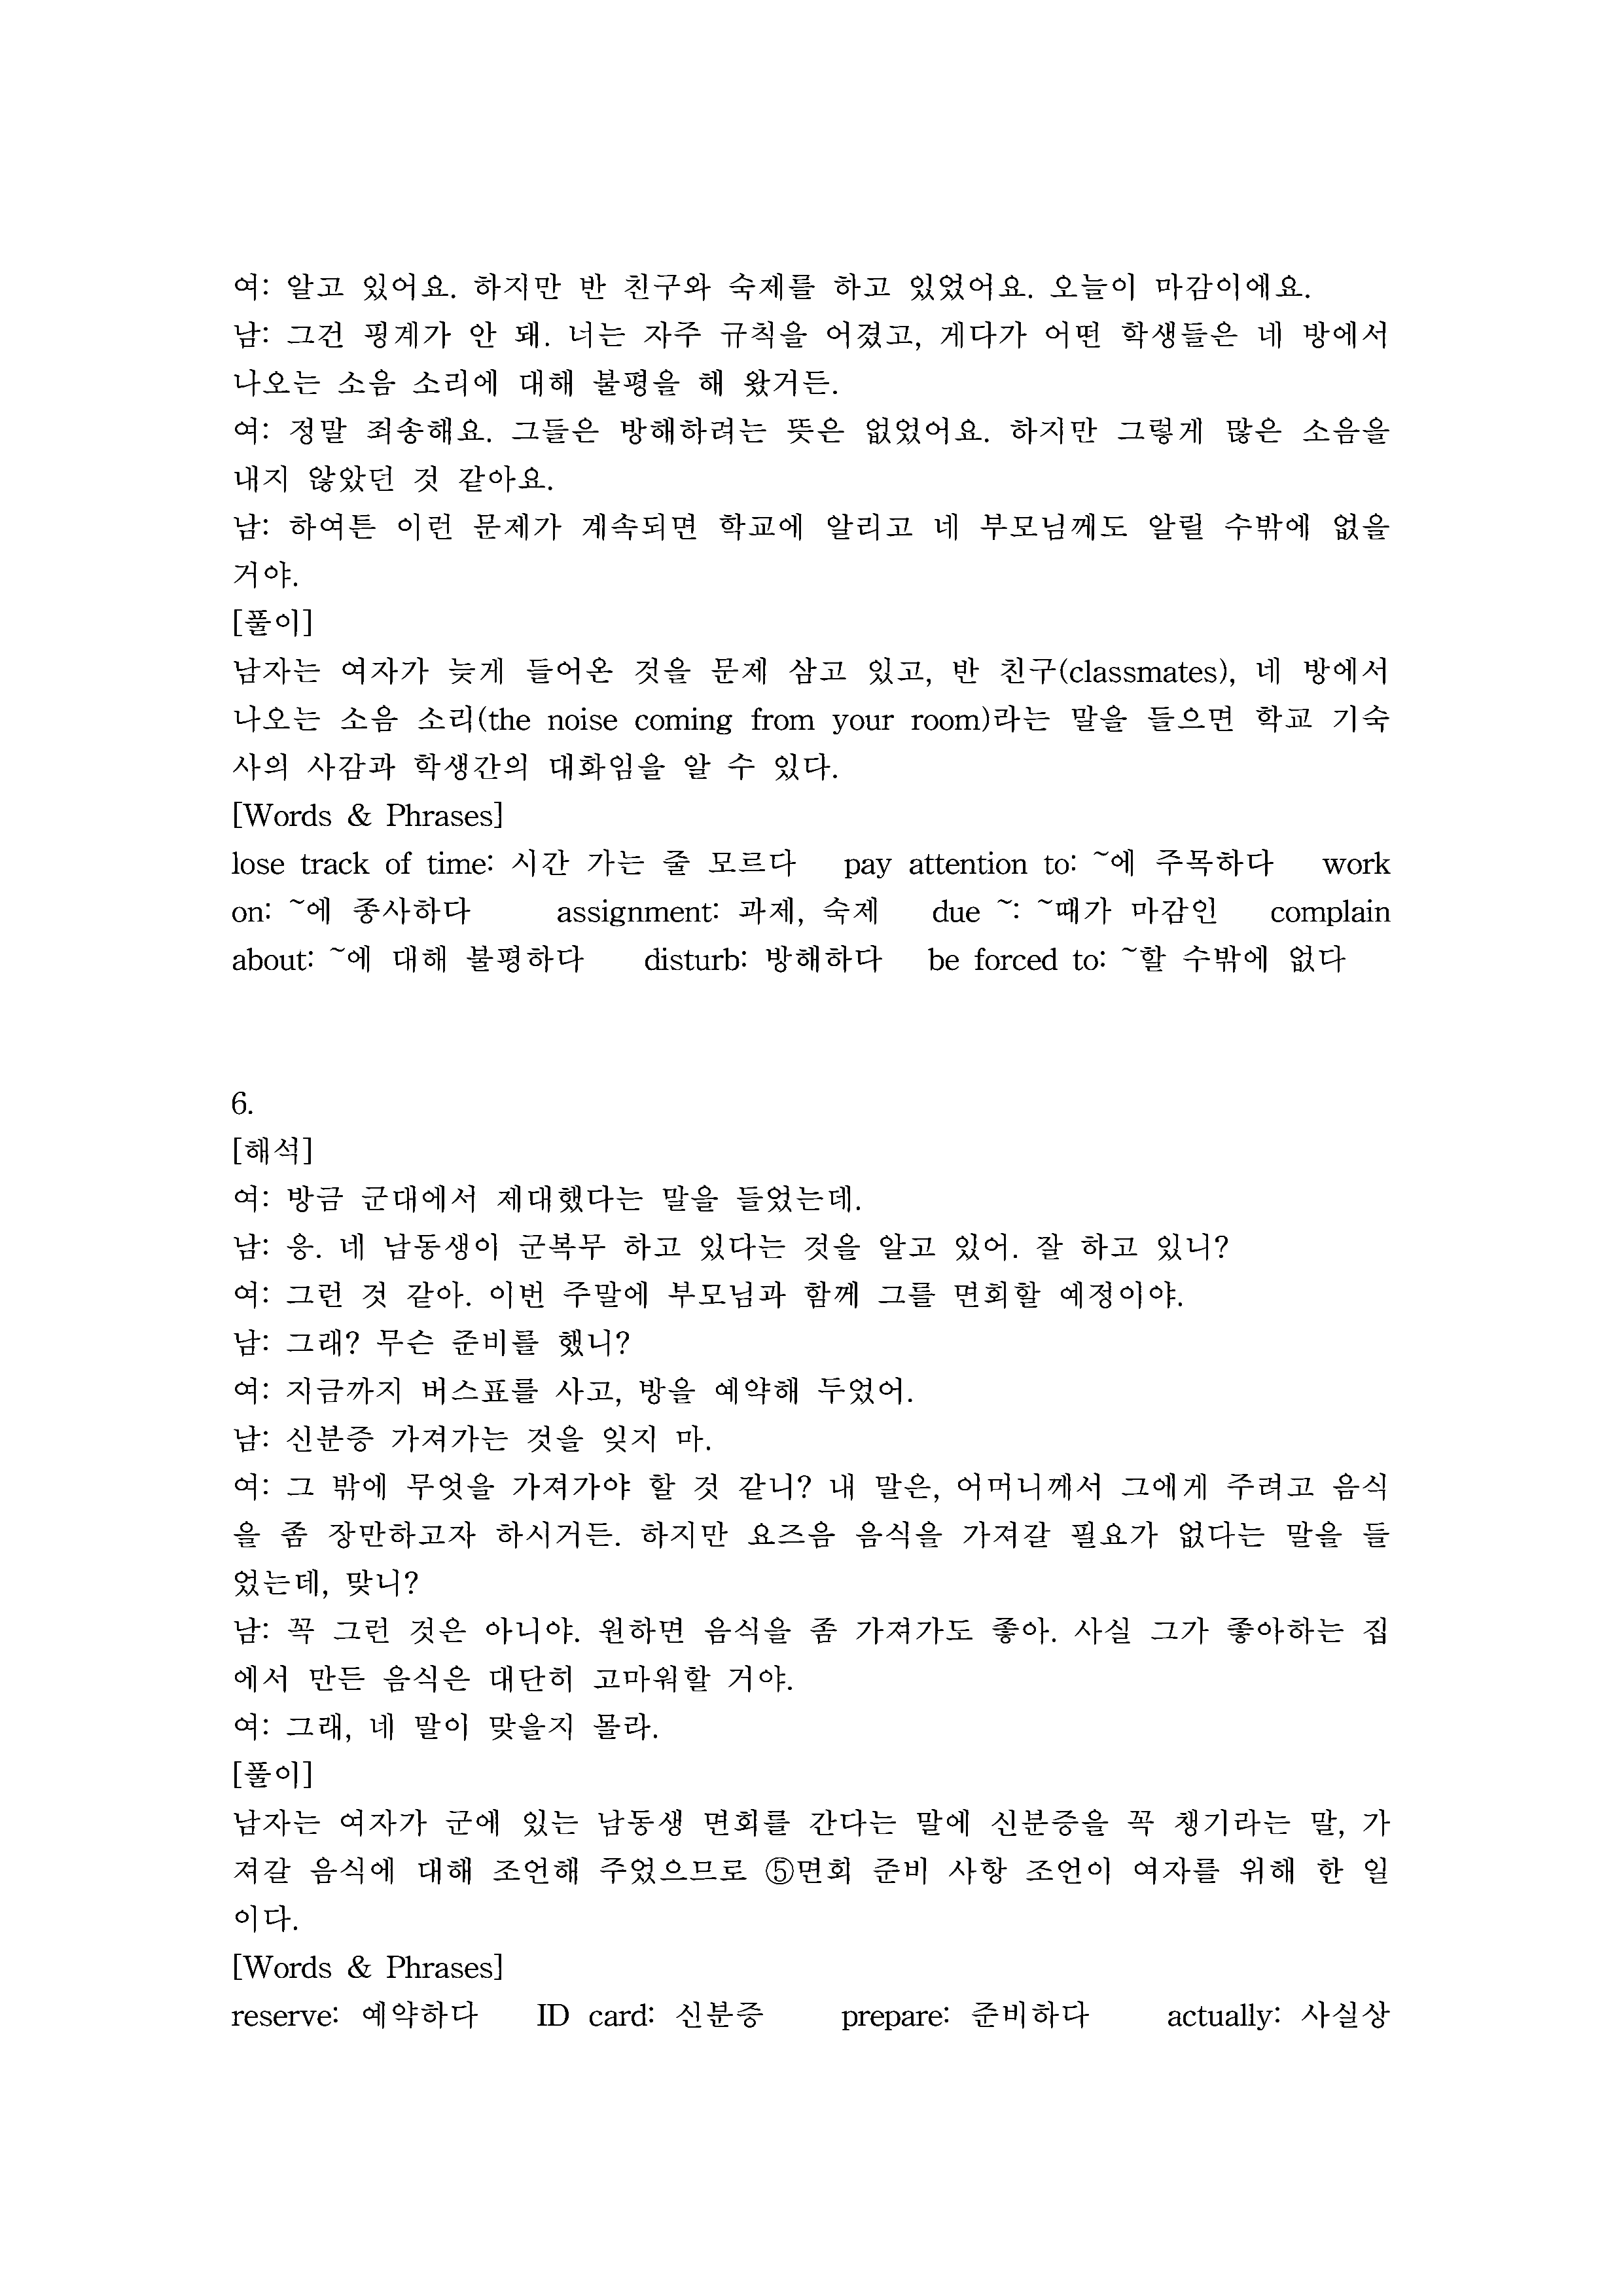 여: 알고 있어요. 하지만 반 친구와 숙제를 하고 있었어요. 오늘이 마감이에요.
남: 그건 핑계가 안 돼. 너는 자주 규칙을 어겼고, 게다가 어떤 학생들은 네 방에서
나오는 소음 소리에 대해 불평을 해 왔거든.
여: 정말 죄송해요. 그들은 방해하려는 뜻은 없었어요. 하지만 그렇게 많은 소음을
내지 않았던 것 같아요.
남: 하여튼 이런 문제가 계속되면 학교에 알리고 네 부모님께도 알릴 수밖에 없을
거야.
[풀이]
남자는 여자가 늦게 들어온 것을 문제 삼고 있고, 반 친구(classmates), 네 방에서
나오는 소음 소리(the noise coming from your room)라는 말을 들으면 학교 기숙
사의 사감과 학생간의 대화임을 알 수 있다.
[Words & Phrases]
lose track of time: 시간 가는 줄 모르다 pay attention to: ~에 주목하다 work
on: ~에 종사하다 assignment: 과제, 숙제 due ~: ~때가 마감인 complain
about: ~에 대해 불평하다 disturb: 방해하다 be forced to: ~할 수밖에 없다
6.
[해석]
여: 방금 군대에서 제대했다는 말을 들었는데.
남: 응. 네 남동생이 군복무 하고 있다는 것을 알고 있어. 잘 하고 있니?
여: 그런 것 같아. 이번 주말에 부모님과 함께 그를 면회할 예정이야.
남: 그래? 무슨 준비를 했니?
여: 지금까지 버스표를 사고, 방을 예약해 두었어.
남: 신분증 가져가는 것을 잊지 마.
여: 그 밖에 무엇을 가져가야 할 것 같니? 내 말은, 어머니께서 그에게 주려고 음식
을 좀 장만하고자 하시거든. 하지만 요즈음 음식을 가져갈 필요가 없다는 말을 들
었는데, 맞니?
남: 꼭 그런 것은 아니야. 원하면 음식을 좀 가져가도 좋아. 사실 그가 좋아하는 집
에서 만든 음식은 대단히 고마워할 거야.
여: 그래, 네 말이 맞을지 몰라.
[풀이]
남자는 여자가 군에 있는 남동생 면회를 간다는 말에 신분증을 꼭 챙기라는 말, 가
져갈 음식에 대해 조언해 주었으므로 ⑤면회 준비 사항 조언이 여자를 위해 한 일
이다.
[Words & Phrases]
reserve: 예약하다 ID card: 신분증 prepare: 준비하다 actually: 사실상